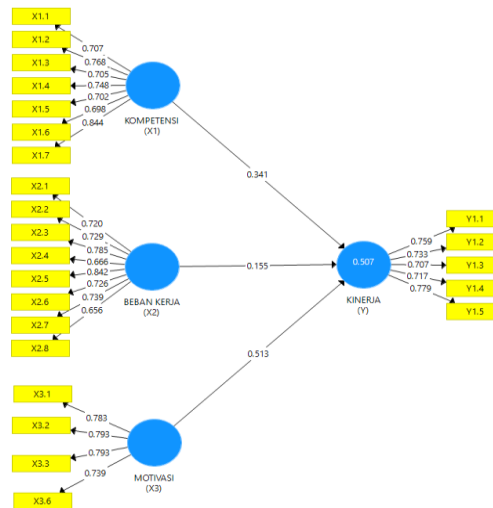 X1.1
X1.2
X1.3
X1.4
X1.5
X1.6
X1.7
0.707
0.768
0.705
0.748
0.702
0.698
0.844
KOMPETENSI
(X1)
0.341
X2.1
X2.2
X2.3
X2.4
X2.5
X2.6
X2.7
X2.8
0.720
0.729
0.785
0.666
0.842
0.726
0.739
0.656
BEBAN KERJA
(X2)
0.155
X3.1
X3.2
X3.3
X3.6
0.783
0.793
0.793
0.739
MOTIVASI
(X3)
0.513
0.507
KINERJA
(Y)
0.759
0.733
0.707
0.717
0.779
Y1.1
Y1.2
Y1.3
Y1.4
Y1.5